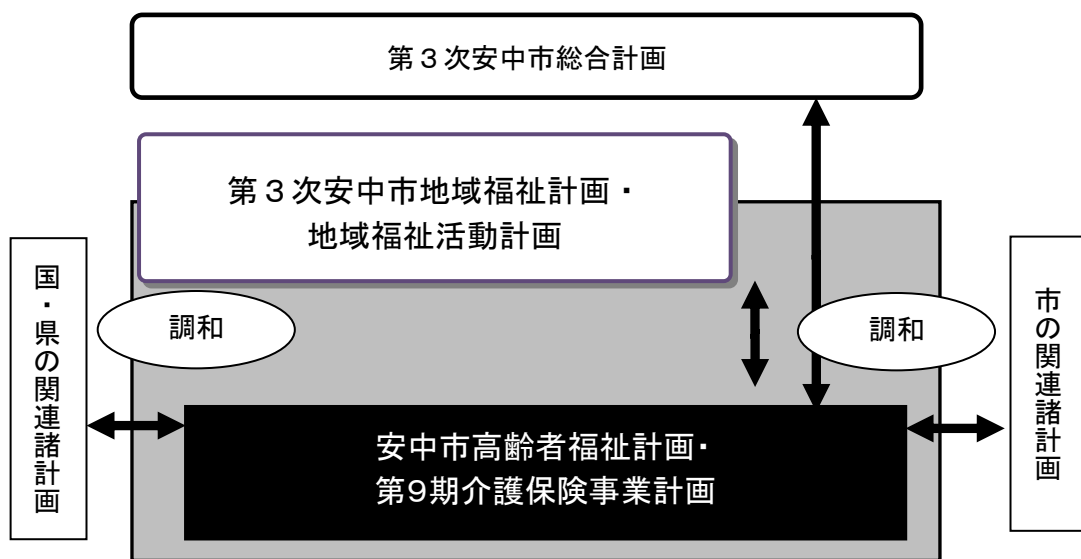 第３次安中市総合計画
第３次安中市地域福祉計画・
地域福祉活動計画
国・県の関連諸計画
調和
調和
市の関連諸計画
安中市高齢者福祉計画・
第９期介護保険事業計画